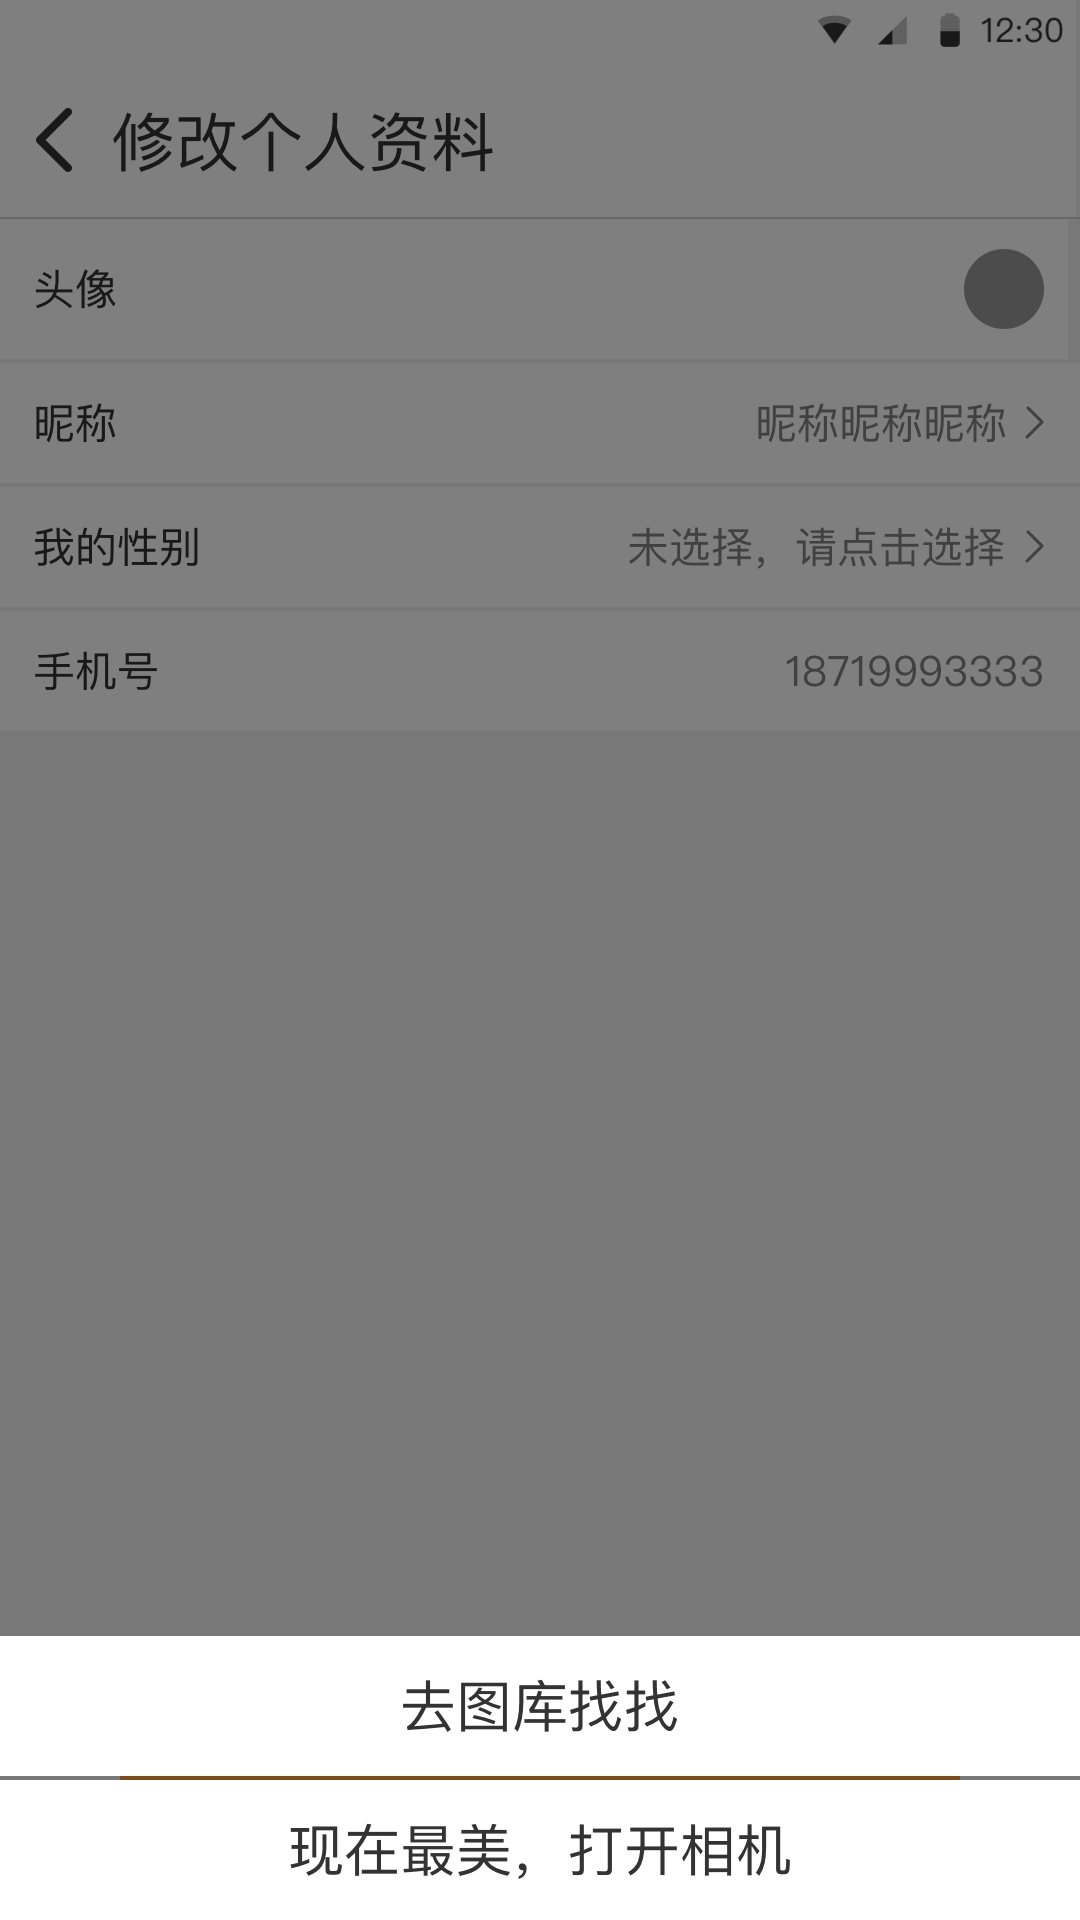 12:30
修改个人资料
头像
昵称 昵称昵称昵称
我的性别 未选择，请点击选择
手机号 18719993333
去图库找找
现在最美，打开相机